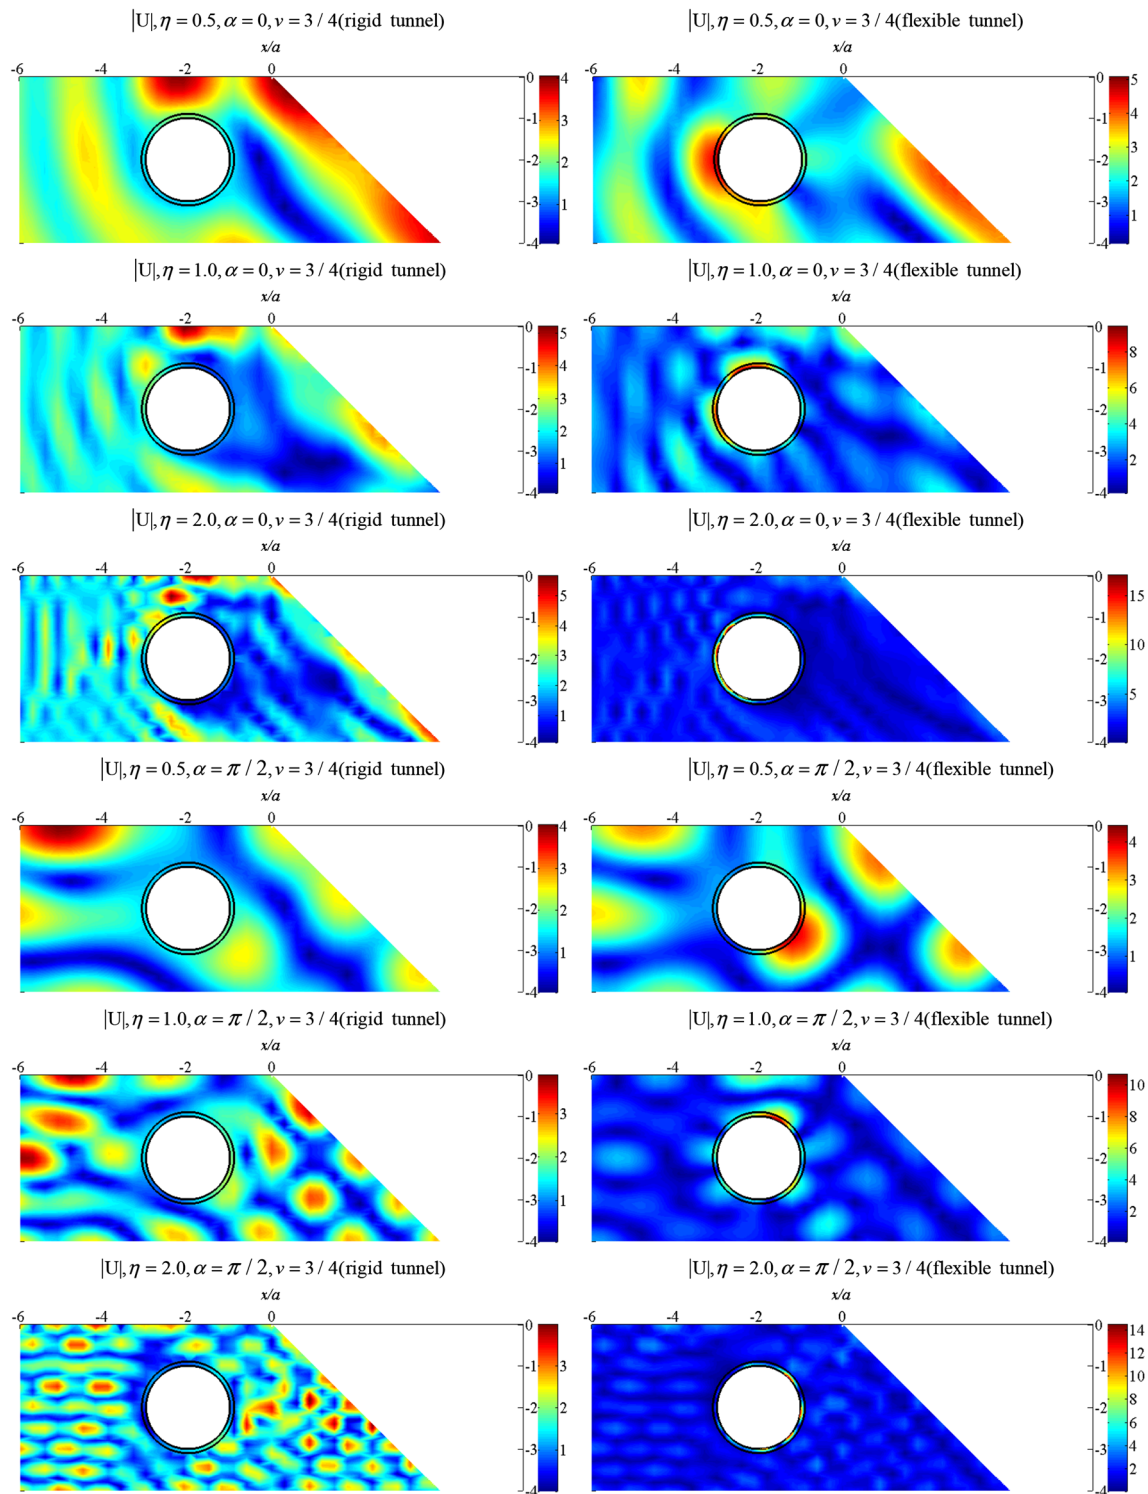 |U|, η = 0.5, α = 0, ν = 3 / 4(rigid tunnel)
x/a
-6 -4 -2 0
0 -1 -2 -3 -4
4 3 2 1
|U|, η = 0.5, α = 0, ν = 3 / 4(flexible tunnel)
x/a
-6 -4 -2 0
0 -1 -2 -3 -4
5 4 3 2 1
|U|, η = 1.0, α = 0, ν = 3 / 4(rigid tunnel)
x/a
-6 -4 -2 0
0 -1 -2 -3 -4
5 4 3 2 1
|U|, η = 1.0, α = 0, ν = 3 / 4(flexible tunnel)
x/a
-6 -4 -2 0
0 -1 -2 -3 -4
8 6 4 2
|U|, η = 2.0, α = 0, ν = 3 / 4(rigid tunnel)
x/a
-6 -4 -2 0
0 -1 -2 -3 -4
5 4 3 2 1
|U|, η = 2.0, α = 0, ν = 3 / 4(flexible tunnel)
x/a
-6 -4 -2 0
0 -1 -2 -3 -4
15 10 5
|U|, η = 0.5, α = π / 2, ν = 3 / 4(rigid tunnel)
x/a
-6 -4 -2 0
0 -1 -2 -3 -4
4 3 2 1
|U|, η = 0.5, α = π / 2, ν = 3 / 4(flexible tunnel)
x/a
-6 -4 -2 0
0 -1 -2 -3 -4
4 3 2 1
|U|, η = 1.0, α = π / 2, ν = 3 / 4(rigid tunnel)
x/a
-6 -4 -2 0
0 -1 -2 -3 -4
3 2 1
|U|, η = 1.0, α = π / 2, ν = 3 / 4(flexible tunnel)
x/a
-6 -4 -2 0
0 -1 -2 -3 -4
10 8 6 4 2
|U|, η = 2.0, α = π / 2, ν = 3 / 4(rigid tunnel)
x/a
-6 -4 -2 0
0 -1 -2 -3 -4
3 2 1
|U|, η = 2.0, α = π / 2, ν = 3 / 4(flexible tunnel)
x/a
-6 -4 -2 0
0 -1 -2 -3 -4
14 12 10 8 6 4 2